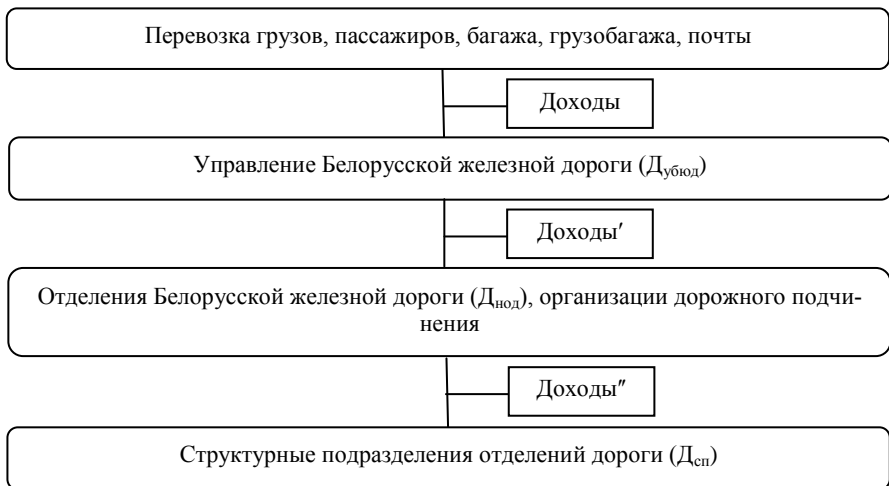 Перевозка грузов, пассажиров, багажа, грузобагажа, почты
Доходы
Управление Белорусской железной дороги (Дубюд)
Доходы′
Отделения Белорусской железной дороги (Днод), организации дорожного подчи-
нения
Доходы″
Структурные подразделения отделений дороги (Дсп)